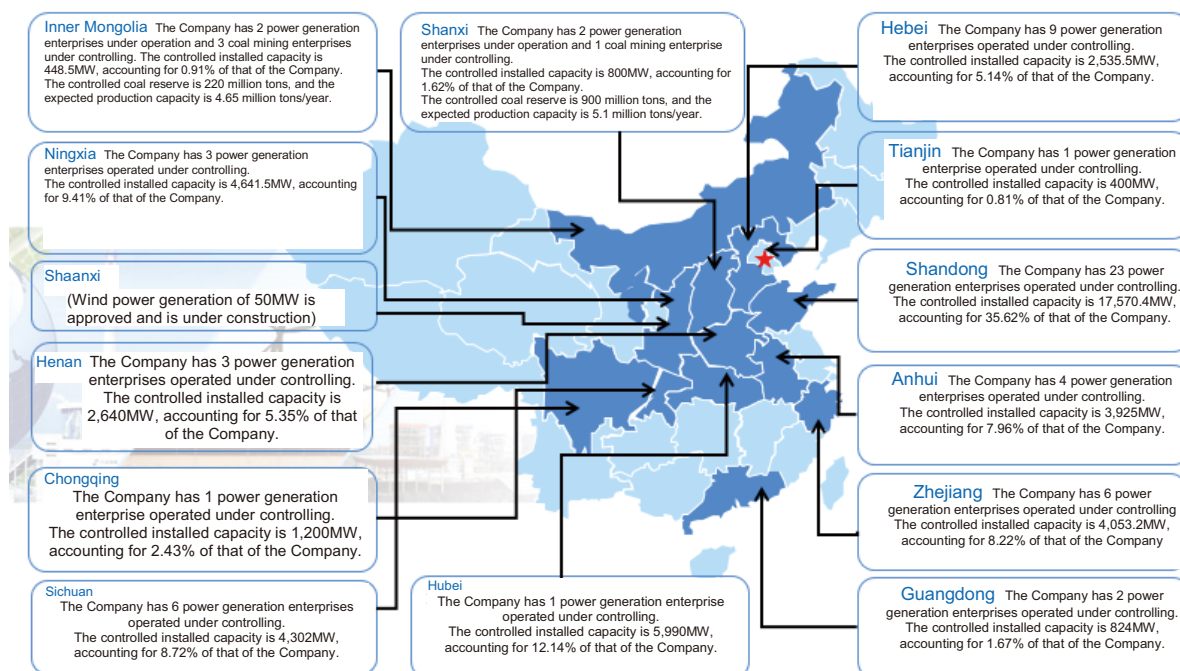 Inner Mongolia The Company has 2 power generation
enterprises under operation and 3 coal mining enterprises
under controlling. The controlled installed capacity is
448.5MW, accounting for 0.91% of that of the Company.
The controlled coal reserve is 220 million tons, and the
expected production capacity is 4.65 million tons/year.
Shanxi The Company has 2 power generation
enterprises under operation and 1 coal mining enterprise
under controlling.
The controlled installed capacity is 800MW, accounting for
1.62% of that of the Company.
The controlled coal reserve is 900 million tons, and the
expected production capacity is 5.1 million tons/year.
Hebei The Company has 9 power generation
enterprises operated under controlling.
The controlled installed capacity is 2,535.5MW,
accounting for 5.14% of that of the Company.
Ningxia The Company has 3 power generation
enterprises operated under controlling.
The controlled installed capacity is 4,641.5MW, accounting
for 9.41% of that of the Company.
Tianjin The Company has 1 power generation
enterprise operated under controlling.
The controlled installed capacity is 400MW,
accounting for 0.81% of that of the Company.
Shaanxi
(Wind power generation of 50MW is
approved and is under construction)
Shandong The Company has 23 power
generation enterprises operated under controlling.
The controlled installed capacity is 17,570.4MW,
accounting for 35.62% of that of the Company.
Henan The Company has 3 power generation
enterprises operated under controlling.
The controlled installed capacity is
2,640MW, accounting for 5.35% of that
of the Company.
Anhui The Company has 4 power generation
enterprises operated under controlling.
The controlled installed capacity is 3,925MW,
accounting for 7.96% of that of the Company.
Chongqing
The Company has 1 power generation
enterprise operated under controlling.
The controlled installed capacity is 1,200MW,
accounting for 2.43% of that of the Company.
Zhejiang The Company has 6 power
generation enterprises operated under controlling
The controlled installed capacity is 4,053.2MW,
accounting for 8.22% of that of the Company
Sichuan
The Company has 6 power generation enterprises
operated under controlling.
The controlled installed capacity is 4,302MW,
accounting for 8.72% of that of the Company.
Hubei
The Company has 1 power generation enterprise
operated under controlling.
The controlled installed capacity is 5,990MW,
accounting for 12.14% of that of the Company.
Guangdong The Company has 2 power
generation enterprises operated under controlling.
The controlled installed capacity is 824MW,
accounting for 1.67% of that of the Company.